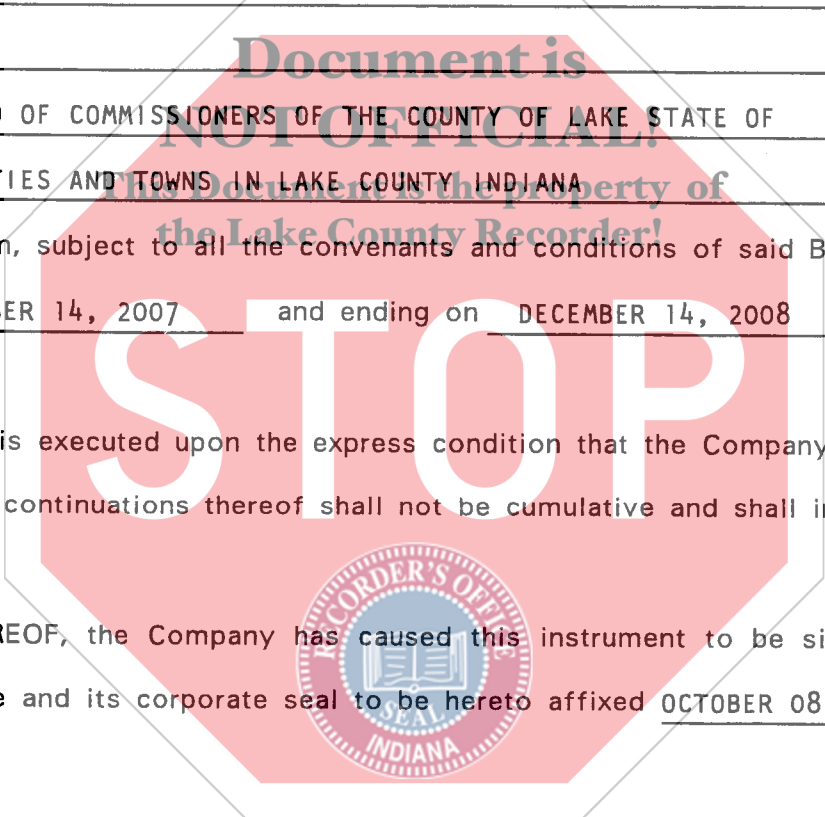 Document is
OF COMMISSIONERS OF THE COUNTY OF LAKE STATE OF
NOT OFFICIAL!
TIES AND TOWNS IN LAKE COUNTY INDIANA
This Document is the property of
the Lake County Recorder!
n, subject to all the convenants and conditions of said B
ER 14, 2007 and ending on DECEMBER 14, 2008
STOP
is executed upon the express condition that the Company
continuations thereof shall not be cumulative and shall i
RECORDER'S OFFICE
REOF, the Company has caused this instrument to be si
e and its corporate seal to be hereto affixed OCTOBER 08
SEAL
INDIANA